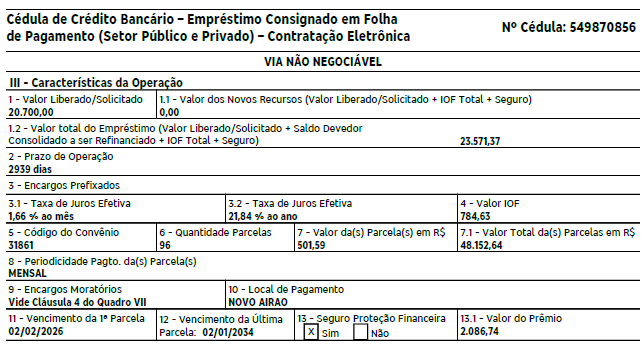 Cédula de Crédito Bancário – Empréstimo Consignado em Folha
de Pagamento (Setor Público e Privado) – Contratação Eletrônica
Nº Cédula: 549870856
VIA NÃO NEGOCIÁVEL
III - Características da Operação
1 - Valor Liberado/Solicitado
20.700,00
1.1 - Valor dos Novos Recursos (Valor Liberado/Solicitado + IOF Total + Seguro)
0,00
1.2 - Valor total do Empréstimo (Valor Liberado/Solicitado + Saldo Devedor
Consolidado a ser Refinanciado + IOF Total + Seguro)
23.571,37
2 - Prazo de Operação
2939 dias
3 - Encargos Prefixados
3.1 - Taxa de Juros Efetiva
1,66 % ao mês
3.2 - Taxa de Juros Efetiva
21,84 % ao ano
4 - Valor IOF
784,63
5 - Código do Convênio
31861
6 - Quantidade Parcelas
96
7 - Valor da(s) Parcela(s) em R$
501,59
7.1 - Valor Total da(s) Parcelas em R$
48.152,64
8 - Periodicidade Pagto. da(s) Parcela(s)
MENSAL
9 - Encargos Moratórios
Vide Cláusula 4 do Quadro VII
10 - Local de Pagamento
NOVO AIRAO
11 - Vencimento da 1ª Parcela
02/02/2026
12 - Vencimento da Última
Parcela: 02/01/2034
13 - Seguro Proteção Financeira
X Sim Não
13.1 - Valor do Prêmio
2.086,74